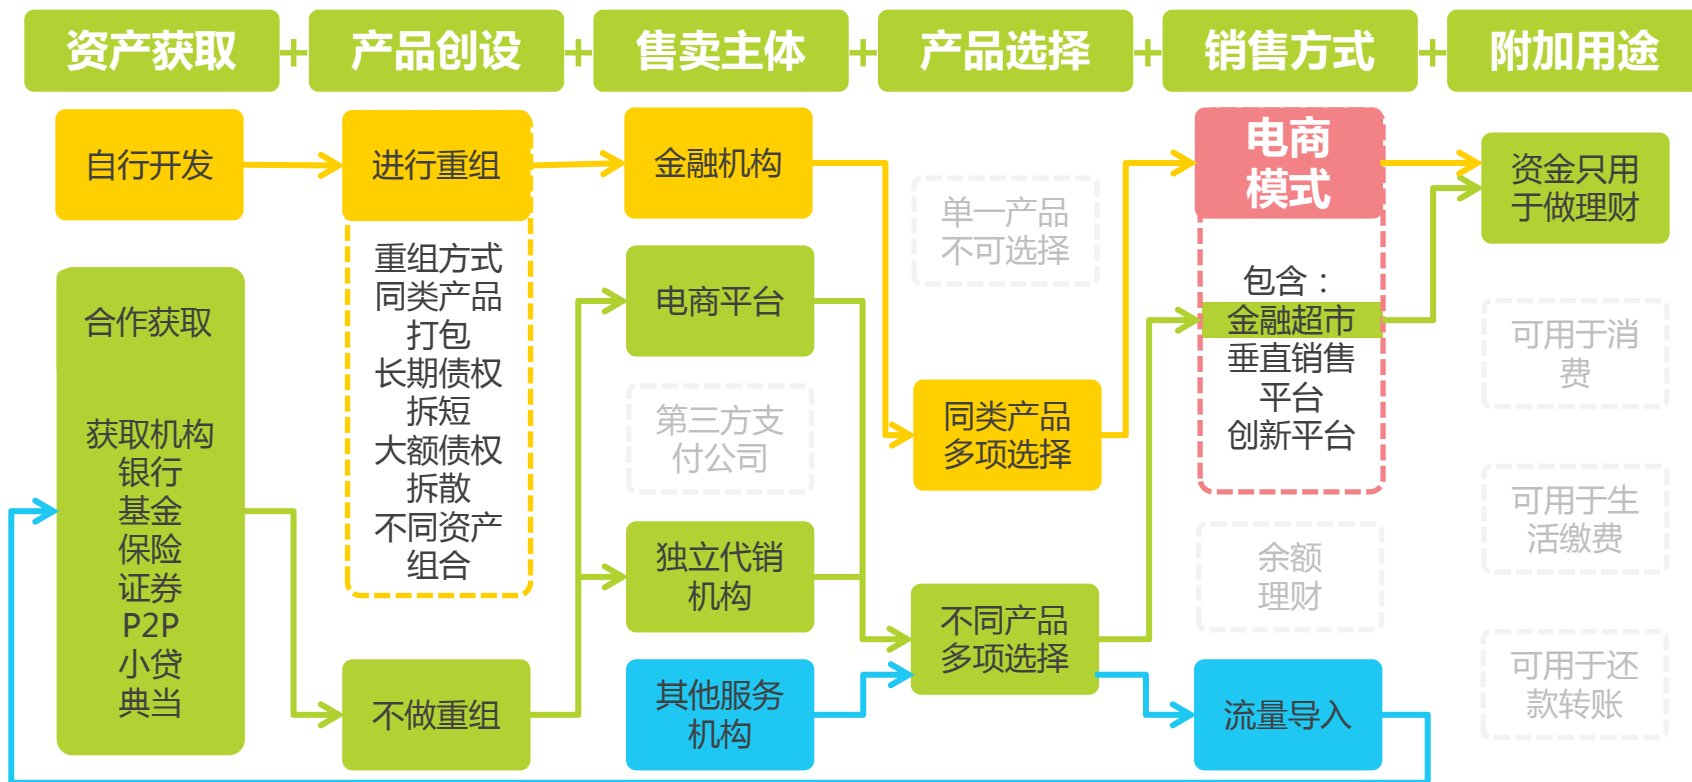 资产获取
+
产品创设
+
售卖主体
+
产品选择
+
销售方式
+
附加用途
自行开发
合作获取
获取机构
银行
基金
保险
证券
P2P
小贷
典当
进行重组
重组方式
同类产品
打包
长期债权
拆短
大额债权
拆散
不同资产
组合
不做重组
金融机构
电商平台
第三方支
付公司
独立代销
机构
其他服务
机构
单一产品
不可选择
同类产品
多项选择
不同产品
多项选择
电商
模式
包含：
金融超市
垂直销售
平台
创新平台
余额
理财
流量导入
资金只用
于做理财
可用于消
费
可用于生
活缴费
可用于还
款转账